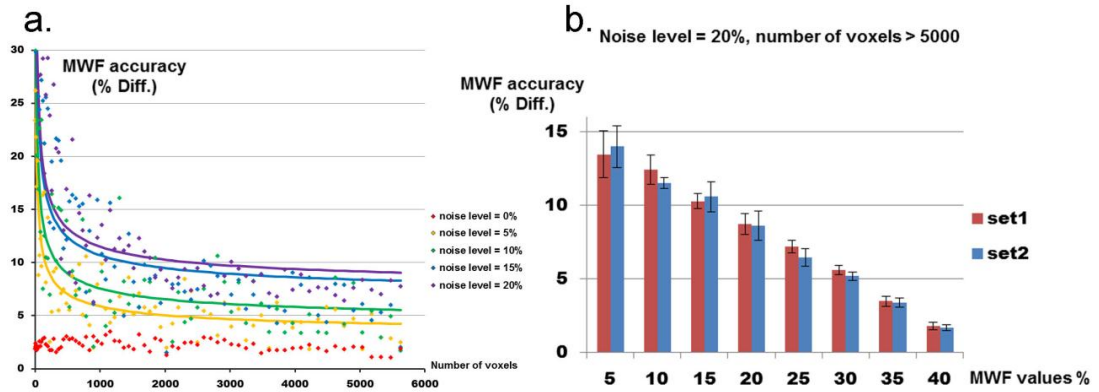 a.
MWF accuracy
(% Diff.)
30
25
20
15
10
5
0
0 1000 2000 3000 4000 5000 6000
Number of voxels
noise level = 0%
noise level = 5%
noise level = 10%
noise level = 15%
noise level = 20%
b.
Noise level = 20%, number of voxels > 5000
MWF accuracy
(% Diff.)
15
10
5
0
5 10 15 20 25 30 35 40 MWF values %
set1
set2